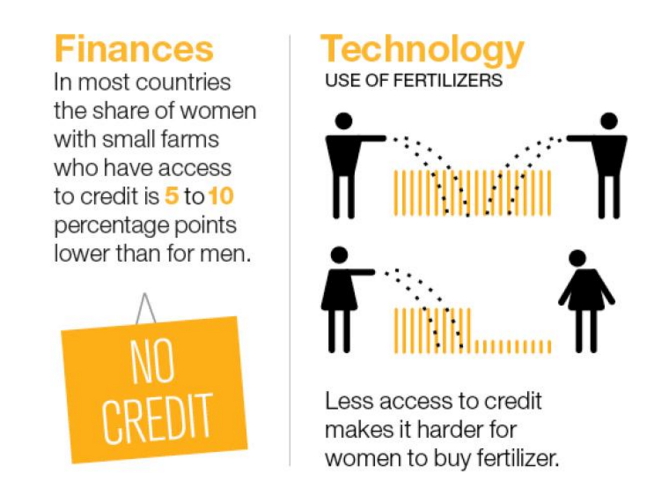 Finances
In most countries
the share of women
with small farms
who have access
to credit is 5 to 10
percentage points
lower than for men.
NO
CREDIT
Technology
USE OF FERTILIZERS
Less access to credit
makes it harder for
women to buy fertilizer.